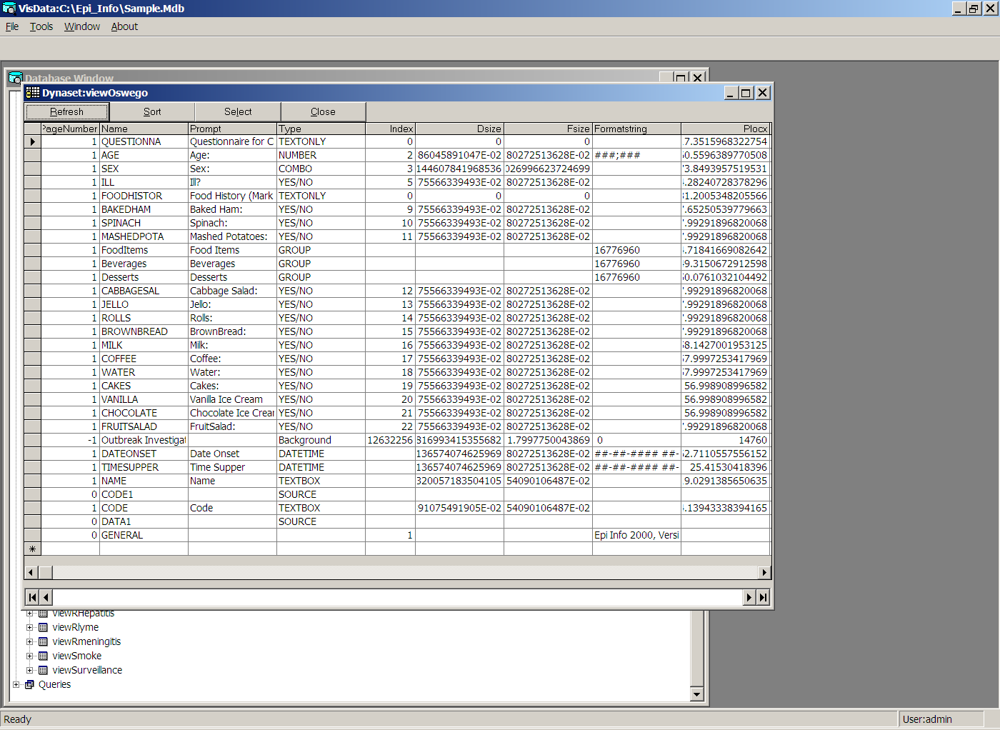 VisData:C:\Epi_Info\Sample.Mdb
File Tools Window About
Database Window
Dynaset:viewOswego
Refresh Sort Select Close
PageNumber Name Prompt Type Index Dsize Fsize Formatstring Plocx
1 QUESTIONNA Questionnaire for C TEXTONLY 0 0 0 7.3515968322754
1 AGE Age: NUMBER 2 86045891047E-02 80272513628E-02 ###;### 0.5596389770508
1 SEX Sex: COMBO 3 144607841968536 026996623724699 3.8493957519531
1 ILL Ill? YES/NO 5 75566339493E-02 80272513628E-02 .28240728378296
1 FOODHISTOR Food History (Mark TEXTONLY 0 0 0 31.2005348205566
1 BAKEDHAM Baked Ham: YES/NO 9 75566339493E-02 80272513628E-02 .65250539779663
1 SPINACH Spinach: YES/NO 10 75566339493E-02 80272513628E-02 .99291896820068
1 MASHEDPOTA Mashed Potatoes: YES/NO 11 75566339493E-02 80272513628E-02 .99291896820068
1 FoodItems Food Items GROUP 16776960 .71841669082642
1 Beverages Beverages GROUP 16776960 9.3150672912598
1 Desserts Desserts GROUP 16776960 0.0761032104492
1 CABBAGESAL Cabbage Salad: YES/NO 12 75566339493E-02 80272513628E-02 .99291896820068
1 JELLO Jello: YES/NO 13 75566339493E-02 80272513628E-02 .99291896820068
1 ROLLS Rolls: YES/NO 14 75566339493E-02 80272513628E-02 .99291896820068
1 BROWNBREAD BrownBread: YES/NO 15 75566339493E-02 80272513628E-02 .99291896820068
1 MILK Milk: YES/NO 16 75566339493E-02 80272513628E-02 8.1427001953125
1 COFFEE Coffee: YES/NO 17 75566339493E-02 80272513628E-02 7.9997253417969
1 WATER Water: YES/NO 18 75566339493E-02 80272513628E-02 7.9997253417969
1 CAKES Cakes: YES/NO 19 75566339493E-02 80272513628E-02 56.998908996582
1 VANILLA Vanilla Ice Cream YES/NO 20 75566339493E-02 80272513628E-02 56.998908996582
1 CHOCOLATE Chocolate Ice Crear YES/NO 21 75566339493E-02 80272513628E-02 56.998908996582
1 FRUITSALAD FruitSalad: YES/NO 22 75566339493E-02 80272513628E-02 .99291896820068
-1 Outbreak Investigat Background 12632256 816993415355682 1.7997750043869 0 14760
1 DATEONSET Date Onset DATETIME 136574074625969 80272513628E-02 ##-##-#### ##- 2.7110557556152
1 TIMESUPPER Time Supper DATETIME 136574074625969 80272513628E-02 ##-##-#### ##- 25.41530418396
1 NAME Name TEXTBOX 320057183504105 54090106487E-02 9.0291385650635
0 CODE1 SOURCE
1 CODE Code TEXTBOX 91075491905E-02 54090106487E-02 .13943338394165
0 DATA1 SOURCE
0 GENERAL 1 Epi Info 2000, Versi
viewRHepatitis
viewRlyme
viewRmeningitis
viewSmoke
viewSurveillance
Queries
Ready User:admin